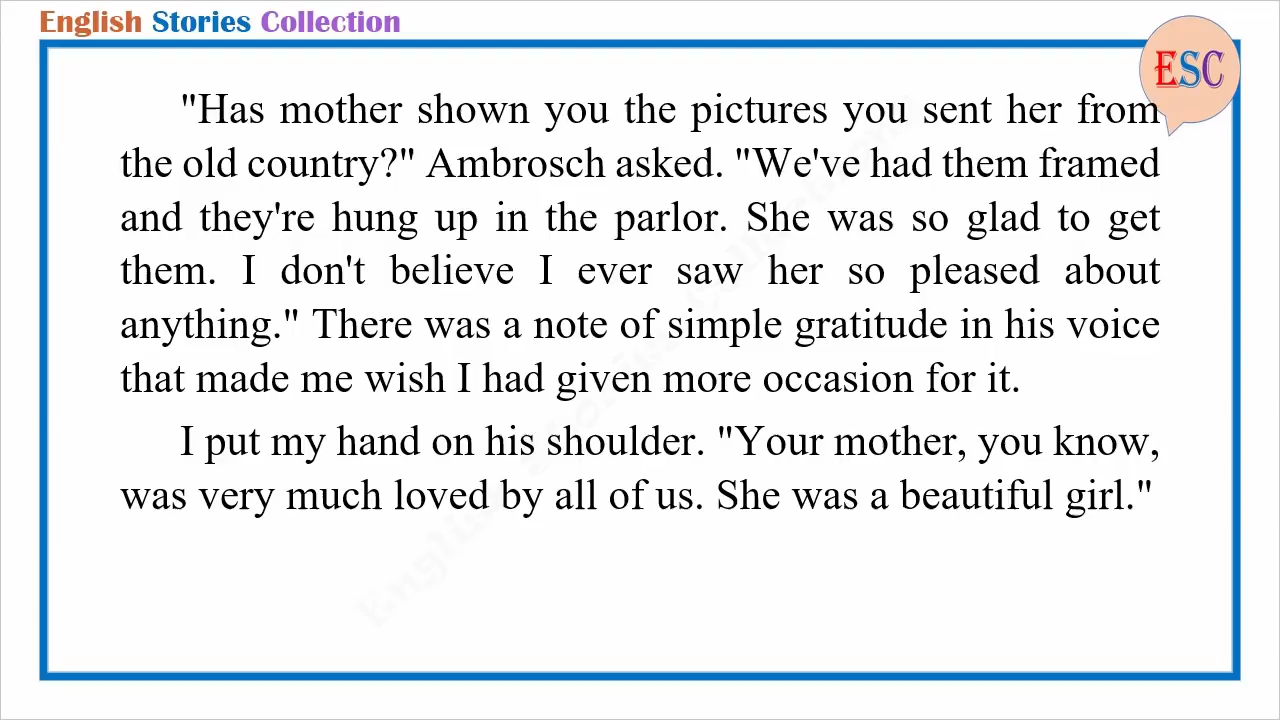 English Stories Collection
ESC
"Has mother shown you the pictures you sent her from
the old country?" Ambrosch asked. "We've had them framed
and they're hung up in the parlor. She was so glad to get
them. I don't believe I ever saw her so pleased about
anything." There was a note of simple gratitude in his voice
that made me wish I had given more occasion for it.
I put my hand on his shoulder. "Your mother, you know,
was very much loved by all of us. She was a beautiful girl."